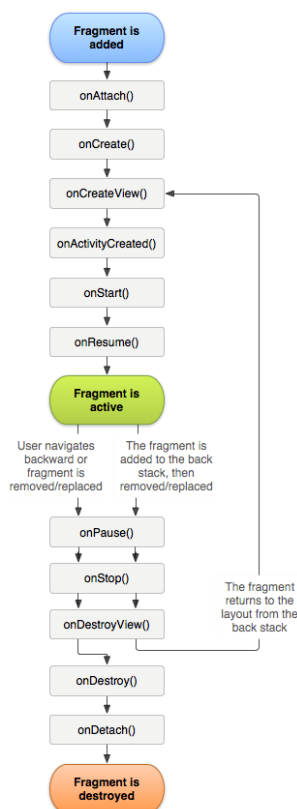 Fragment is
added
onAttach()
onCreate()
onCreateView()
onActivityCreated()
onStart()
onResume()
Fragment is
active
User navigates
backward or
fragment is
removed/replaced
The fragment is
added to the back
stack, then
removed/replaced
onPause()
onStop()
onDestroyView()
The fragment
returns to the
layout from the
back stack
onDestroy()
onDetach()
Fragment is
destroyed